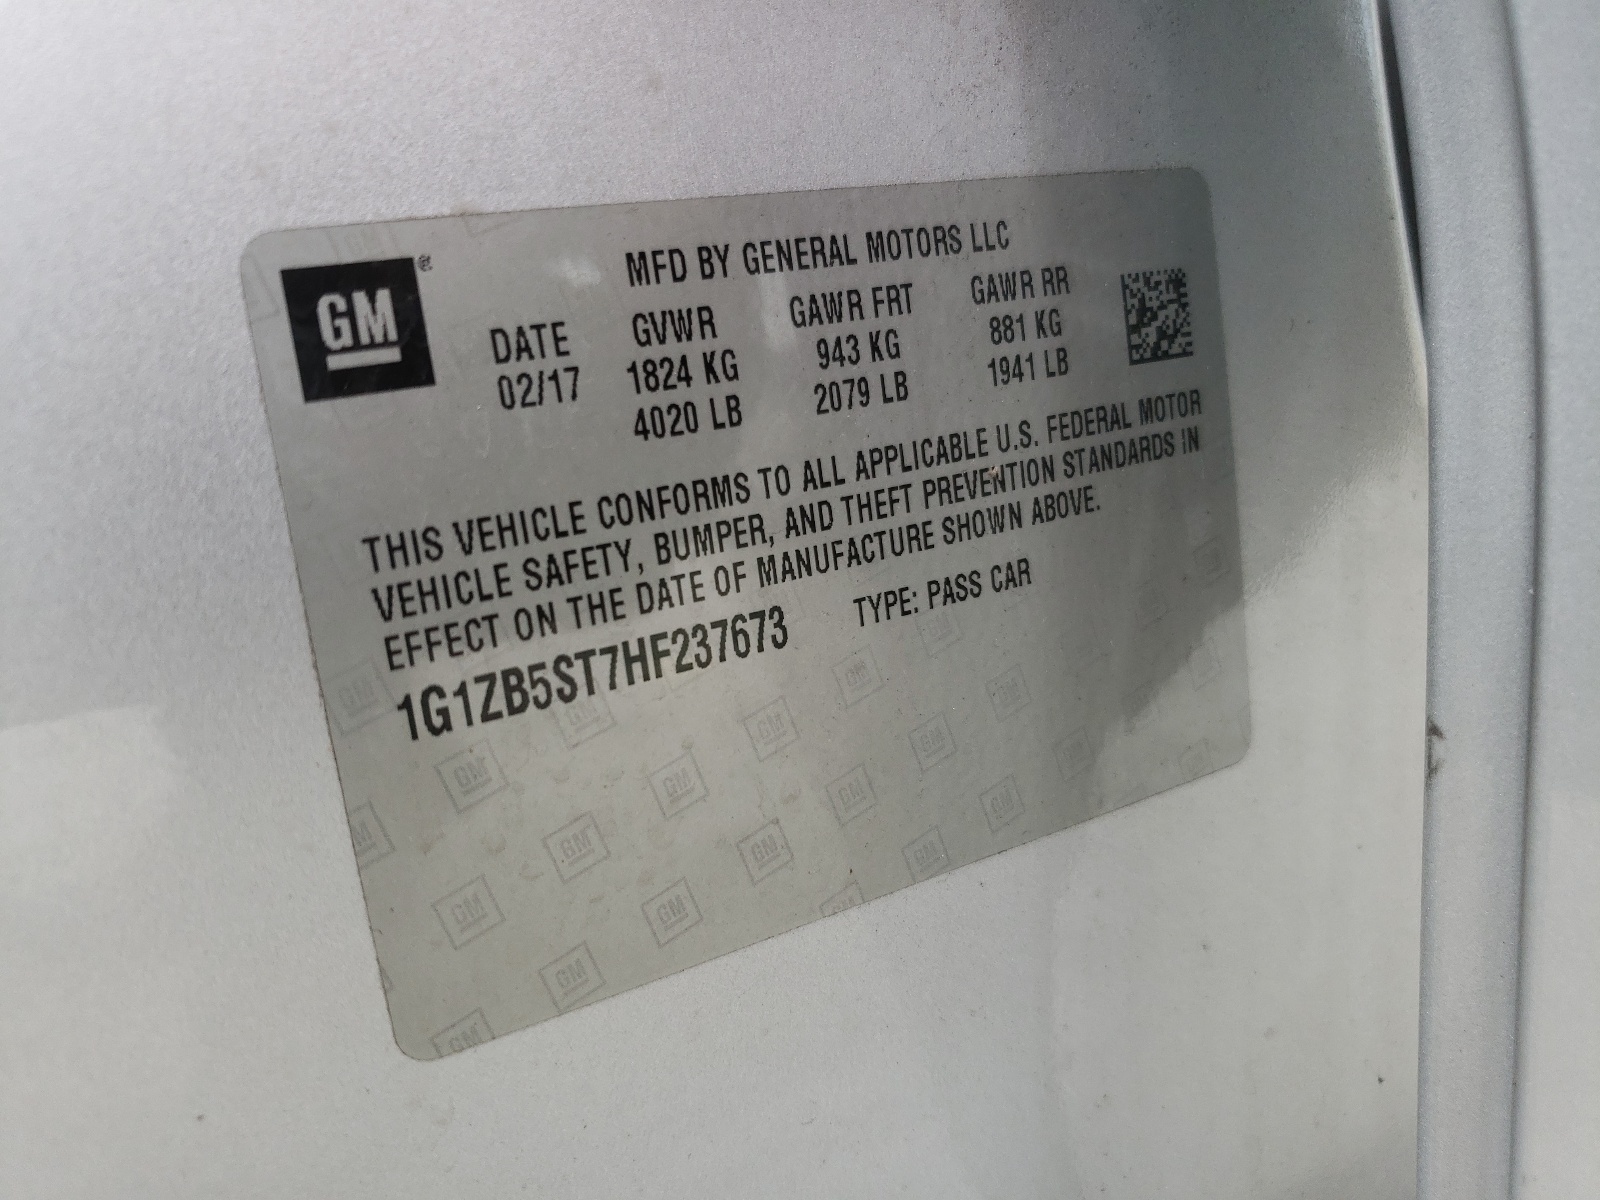 GM®
MFD BY GENERAL MOTORS LLC
DATE GVWR GAWR FRT GAWR RR
02/17 1824 KG 943 KG 881 KG
4020 LB 2079 LB 1941 LB
THIS VEHICLE CONFORMS TO ALL APPLICABLE U.S. FEDERAL MOTOR
VEHICLE SAFETY, BUMPER, AND THEFT PREVENTION STANDARDS IN
EFFECT ON THE DATE OF MANUFACTURE SHOWN ABOVE.
1G1ZB5ST7HF237673 TYPE: PASS CAR